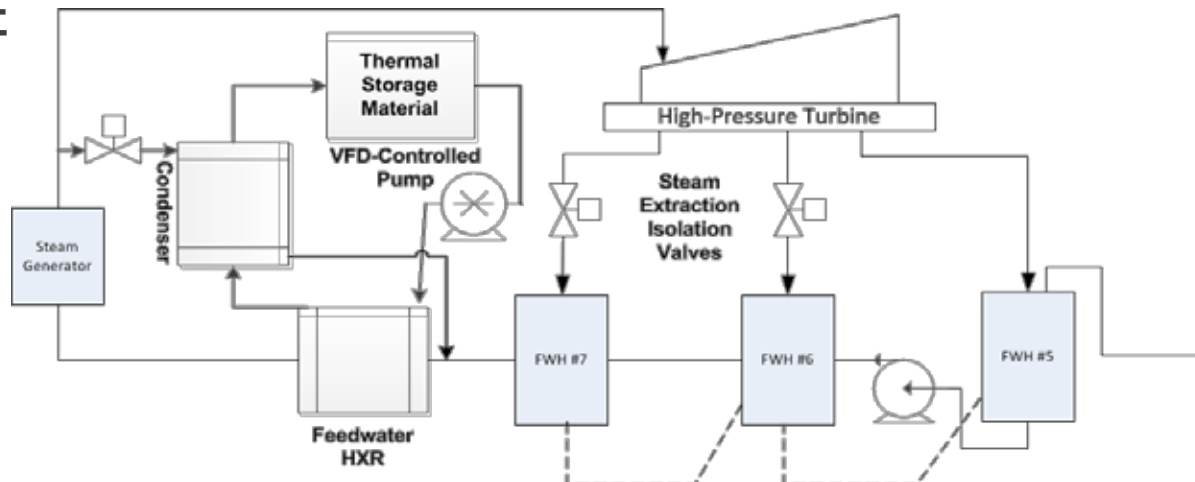 Thermal
Storage
Material
High-Pressure Turbine
VFD-Controlled
Pump
Condenser
Steam
Extraction
Isolation
Valves
Steam
Generator
FWH #7
FWH #6
FWH #5
Feedwater
HXR